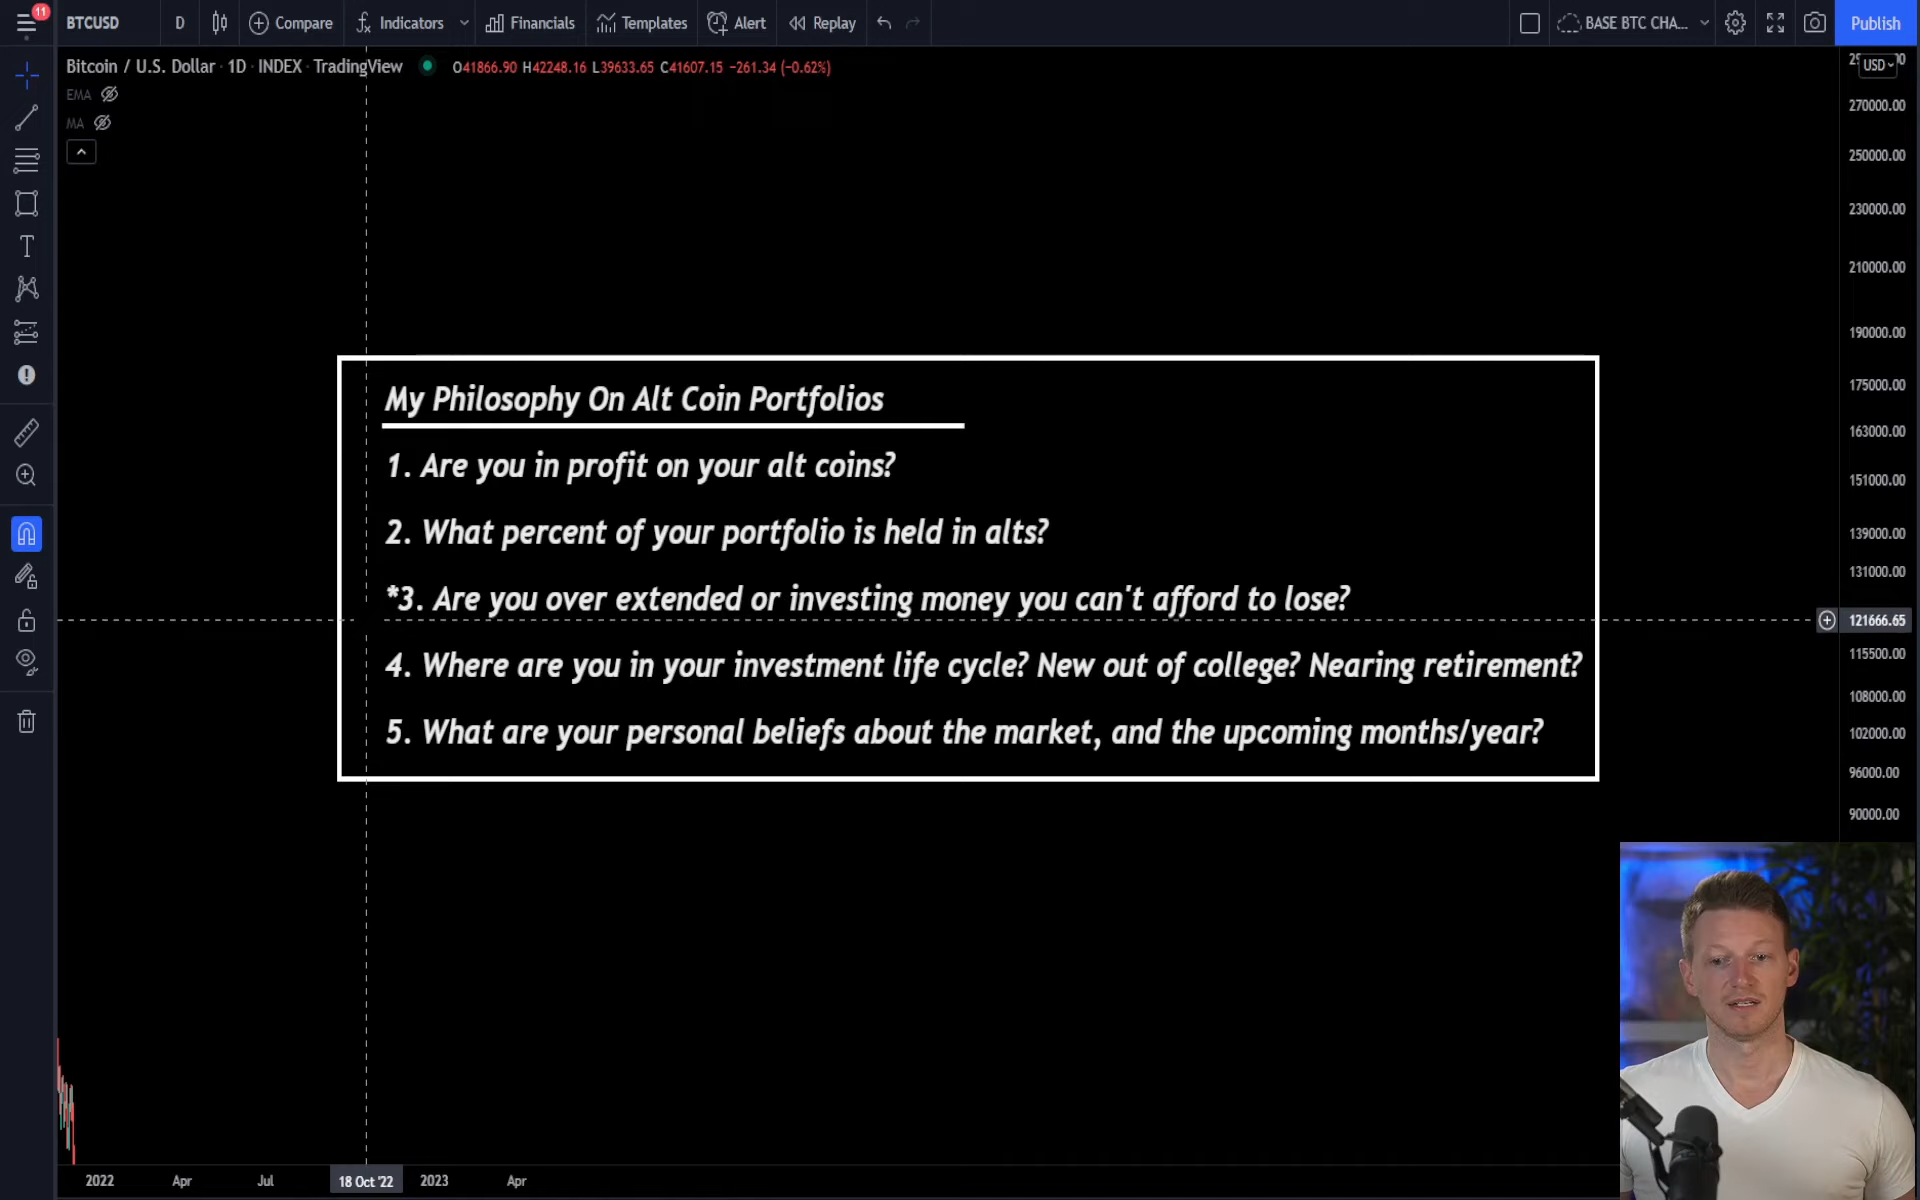 11
BTCUSD D Compare Indicators Financials Templates Alert Replay BASE BTC CHA... Publish
Bitcoin / U.S. Dollar · 1D · INDEX · TradingView O41866.90 H42248.16 L39633.65 C41607.15 −261.34 (−0.62%)
USD
EMA
MA
270000.00
250000.00
230000.00
210000.00
190000.00
175000.00
163000.00
151000.00
139000.00
131000.00
121666.65
115500.00
108000.00
102000.00
96000.00
90000.00
My Philosophy On Alt Coin Portfolios
1. Are you in profit on your alt coins?
2. What percent of your portfolio is held in alts?
*3. Are you over extended or investing money you can't afford to lose?
4. Where are you in your investment life cycle? New out of college? Nearing retirement?
5. What are your personal beliefs about the market, and the upcoming months/year?
2022 Apr Jul 18 Oct '22 2023 Apr